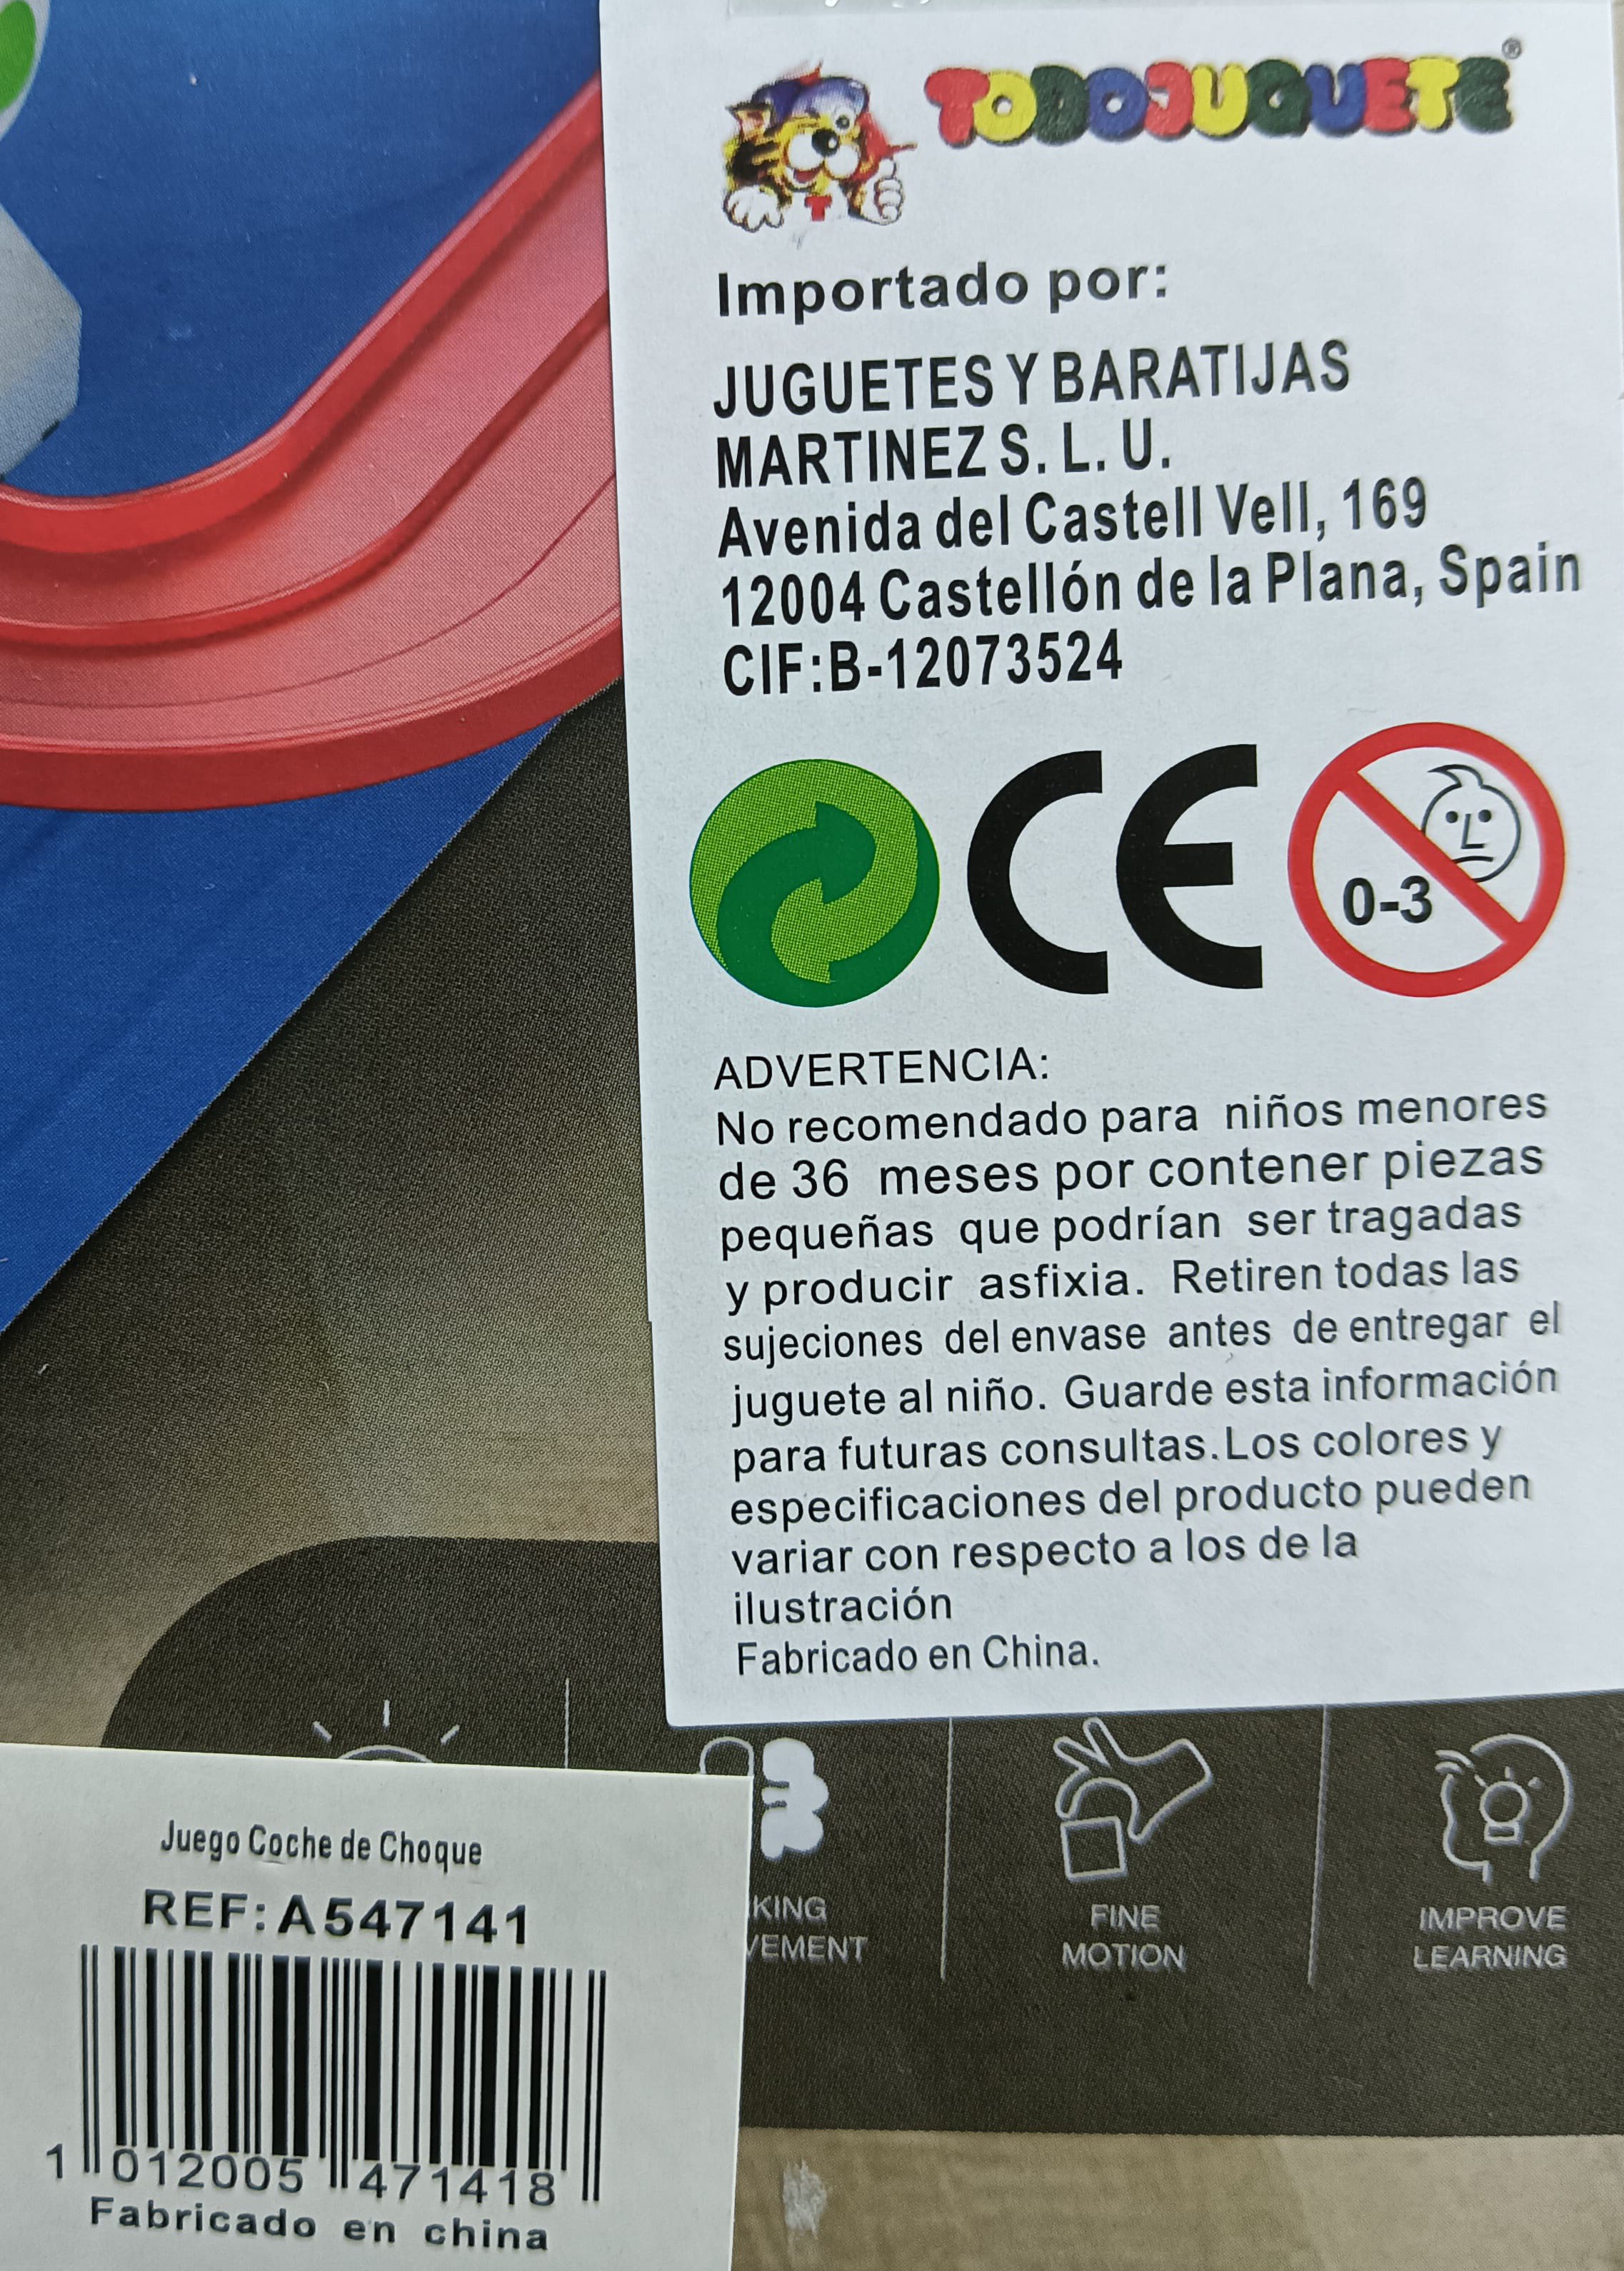 TODOJUGUETE®
Importado por:
JUGUETES Y BARATIJAS
MARTINEZ S. L. U.
Avenida del Castell Vell, 169
12004 Castellón de la Plana, Spain
CIF:B-12073524
CE
0-3
ADVERTENCIA:
No recomendado para niños menores
de 36 meses por contener piezas
pequeñas que podrían ser tragadas
y producir asfixia. Retiren todas las
sujeciones del envase antes de entregar el
juguete al niño. Guarde esta información
para futuras consultas.Los colores y
especificaciones del producto pueden
variar con respecto a los de la
ilustración
Fabricado en China.
Juego Coche de Choque
REF:A547141
1 012005 471418
Fabricado en china
KING
VEMENT
FINE
MOTION
IMPROVE
LEARNING